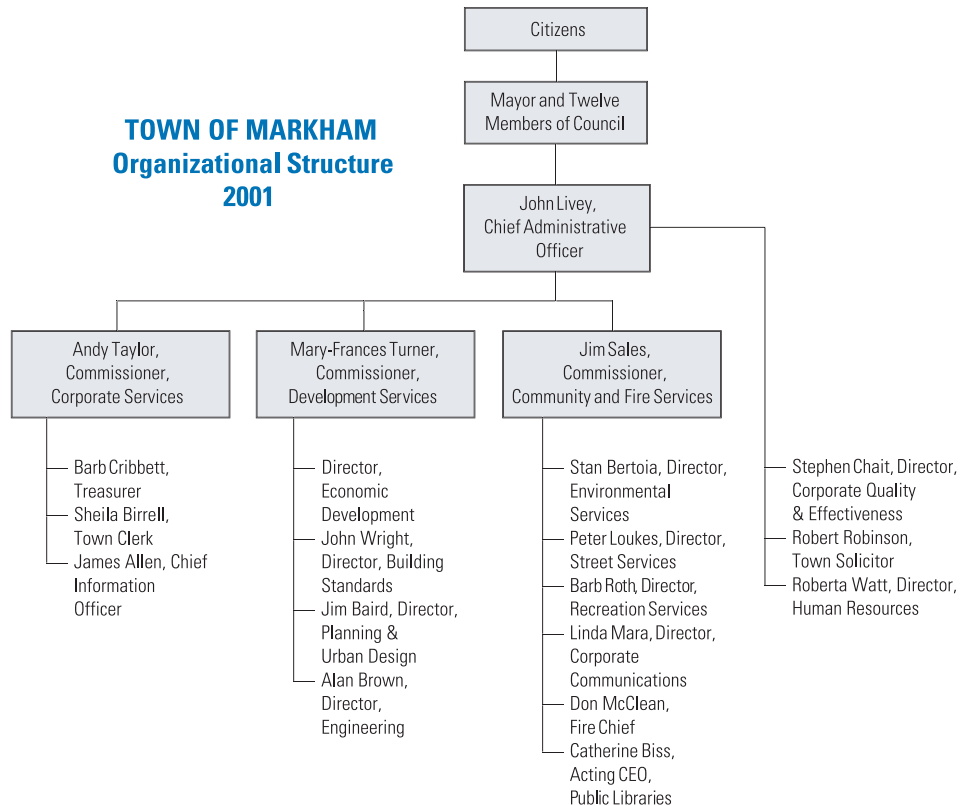 Citizens
Mayor and Twelve
Members of Council
TOWN OF MARKHAM
Organizational Structure
2001
John Livey,
Chief Administrative
Officer
Andy Taylor,
Commissioner,
Corporate Services
Mary-Frances Turner,
Commissioner,
Development Services
Jim Sales,
Commissioner,
Community and Fire Services
Barb Cribbett,
Treasurer
Sheila Birrell,
Town Clerk
James Allen, Chief
Information
Officer
Director,
Economic
Development
John Wright,
Director, Building
Standards
Jim Baird, Director,
Planning &
Urban Design
Alan Brown,
Director,
Engineering
Stan Bertoia, Director,
Environmental
Services
Peter Loukes, Director,
Street Services
Barb Roth, Director,
Recreation Services
Linda Mara, Director,
Corporate
Communications
Don McClean,
Fire Chief
Catherine Biss,
Acting CEO,
Public Libraries
Stephen Chait, Director,
Corporate Quality
& Effectiveness
Robert Robinson,
Town Solicitor
Roberta Watt, Director,
Human Resources